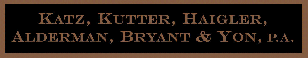 Katz, Kutter, Haigler,
Alderman, Bryant & Yon, P.A.